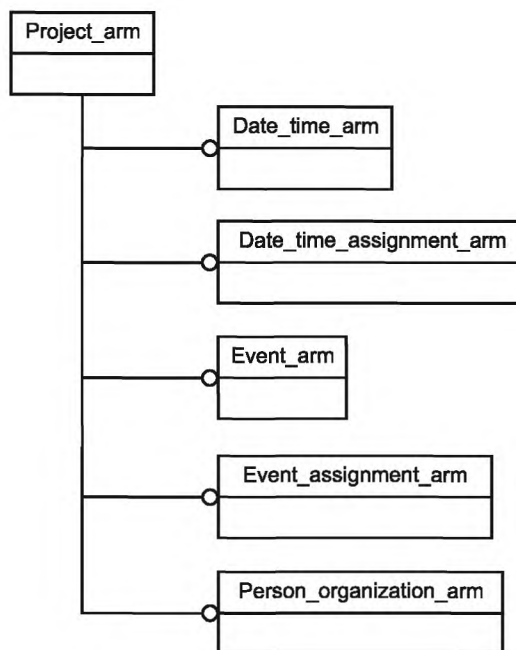 Project_arm
Date_time_arm
Date_time_assignment_arm
Event_arm
Event_assignment_arm
Person_organization_arm